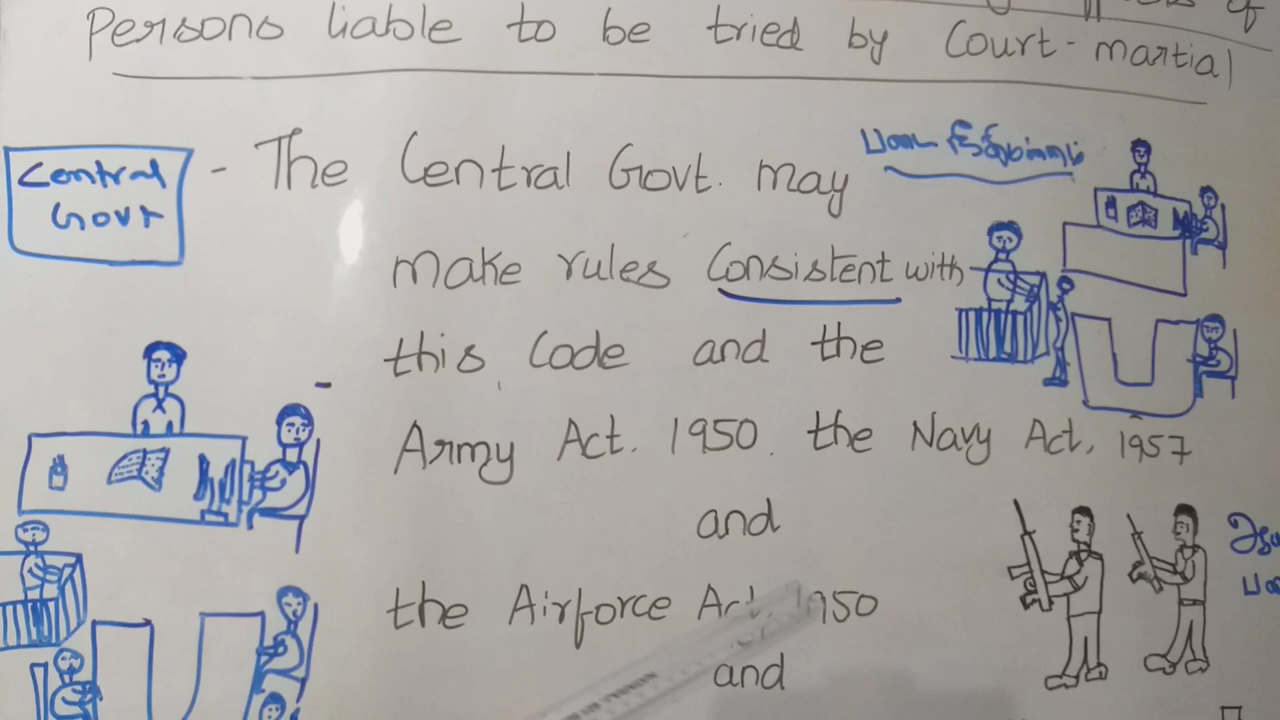 Persons liable to be tried by Court-martial
Central
Govt
- The Central Govt. may
make rules Consistent with
this Code and the
Army Act. 1950. the Navy Act, 1957
and
the Airforce Act. 1950
and